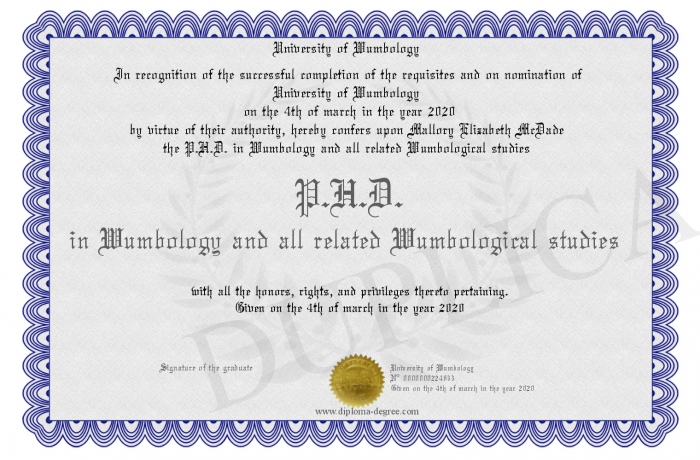 University of Wumbology
In recognition of the successful completion of the requisites and on nomination of
University of Wumbology
on the 4th of march in the year 2020
by virtue of their authority, hereby confers upon Mallory Elizabeth McDade
the P.H.D. in Wumbology and all related Wumbological studies
P.H.D.
in Wumbology and all related Wumbological studies
DUPLICA
with all the honors, rights, and privileges thereto pertaining.
Given on the 4th of march in the year 2020
Signature of the graduate
University of Wumbology
Given on the 4th of march in the year 2020
www.diploma-degree.com